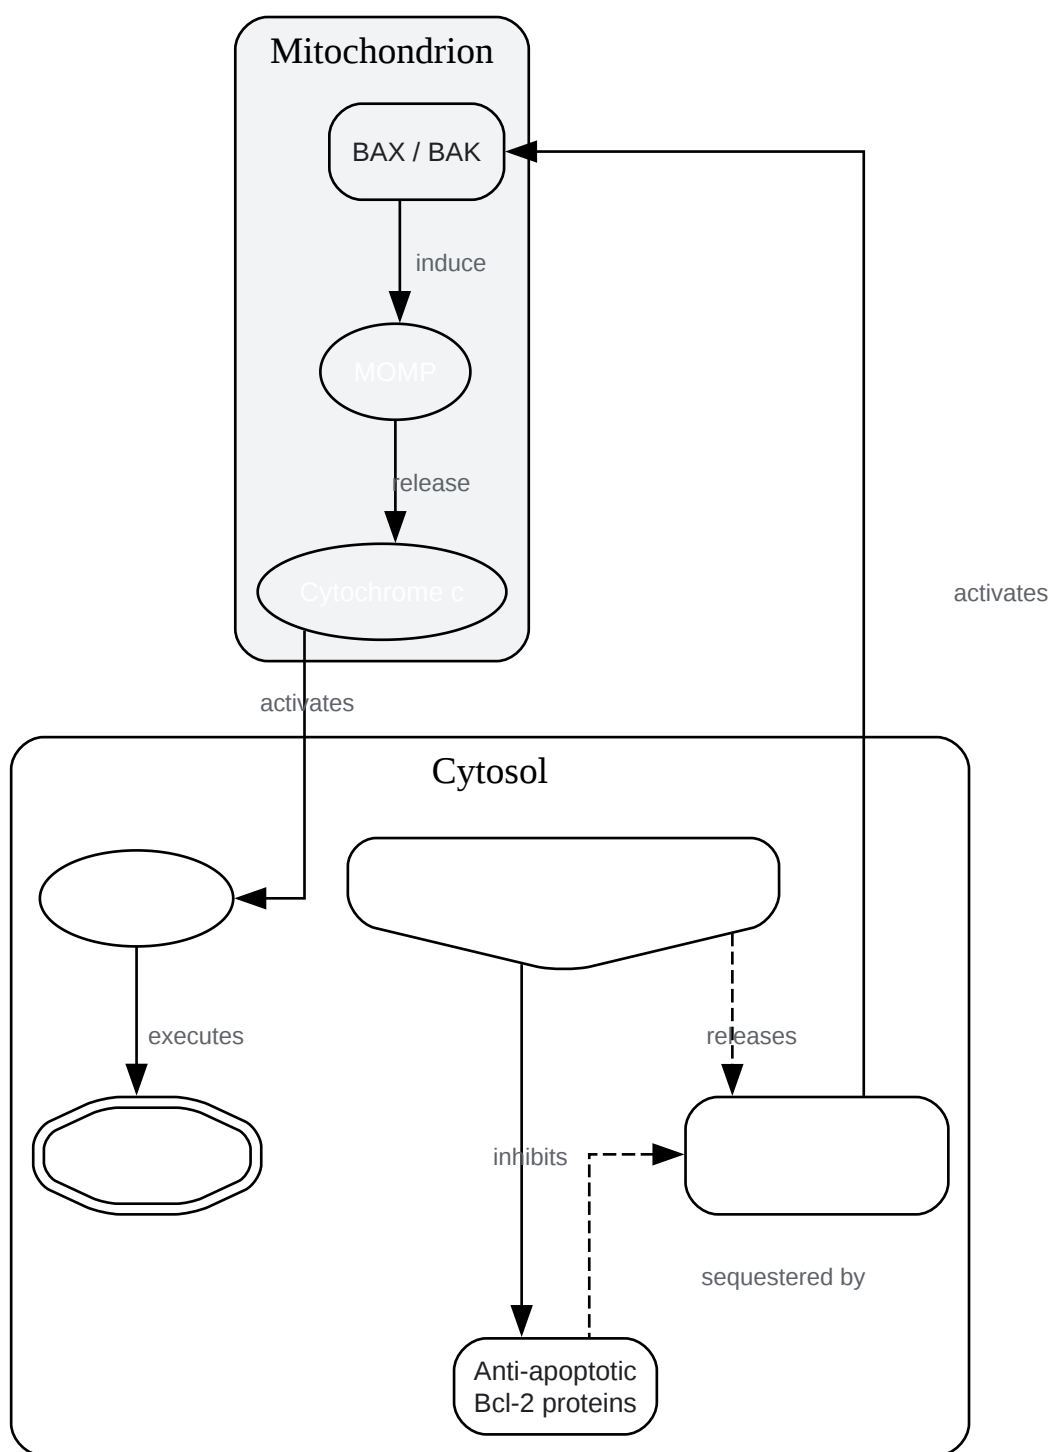 Mitochondrion
BAX / BAK
induce
MOMP
release
Cytochrome c
activates
activates
Cytosol
executes
releases
inhibits
sequestered by
Anti-apoptotic
Bcl-2 proteins